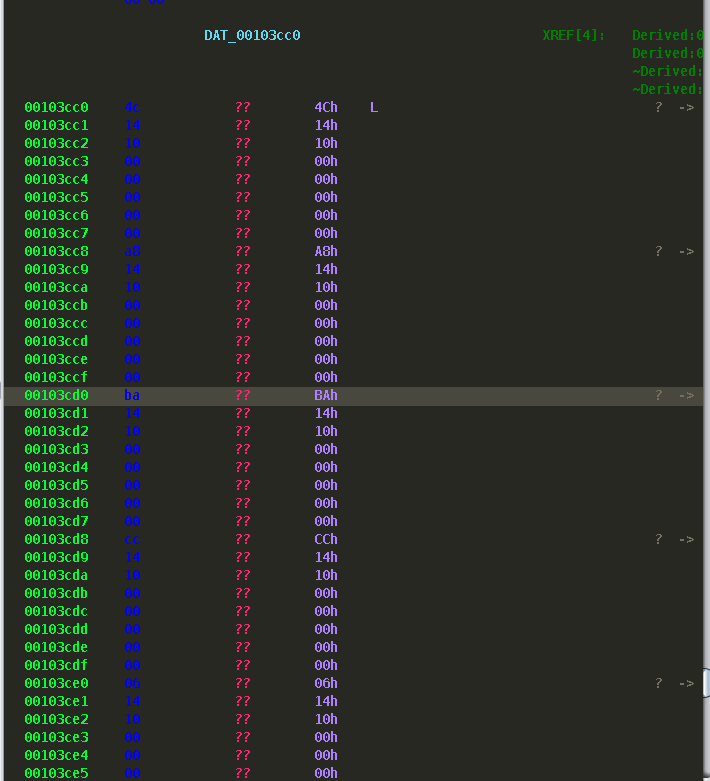 00 00
DAT_00103cc0 XREF[4]: Derived:0
Derived:0
~Derived:
~Derived:
00103cc0 4c ?? 4Ch L ? ->
00103cc1 14 ?? 14h
00103cc2 10 ?? 10h
00103cc3 00 ?? 00h
00103cc4 00 ?? 00h
00103cc5 00 ?? 00h
00103cc6 00 ?? 00h
00103cc7 00 ?? 00h
00103cc8 a8 ?? A8h ? ->
00103cc9 14 ?? 14h
00103cca 10 ?? 10h
00103ccb 00 ?? 00h
00103ccc 00 ?? 00h
00103ccd 00 ?? 00h
00103cce 00 ?? 00h
00103ccf 00 ?? 00h
00103cd0 ba ?? BAh ? ->
00103cd1 14 ?? 14h
00103cd2 10 ?? 10h
00103cd3 00 ?? 00h
00103cd4 00 ?? 00h
00103cd5 00 ?? 00h
00103cd6 00 ?? 00h
00103cd7 00 ?? 00h
00103cd8 cc ?? CCh ? ->
00103cd9 14 ?? 14h
00103cda 10 ?? 10h
00103cdb 00 ?? 00h
00103cdc 00 ?? 00h
00103cdd 00 ?? 00h
00103cde 00 ?? 00h
00103cdf 00 ?? 00h
00103ce0 06 ?? 06h ? ->
00103ce1 14 ?? 14h
00103ce2 10 ?? 10h
00103ce3 00 ?? 00h
00103ce4 00 ?? 00h
00103ce5 00 ?? 00h